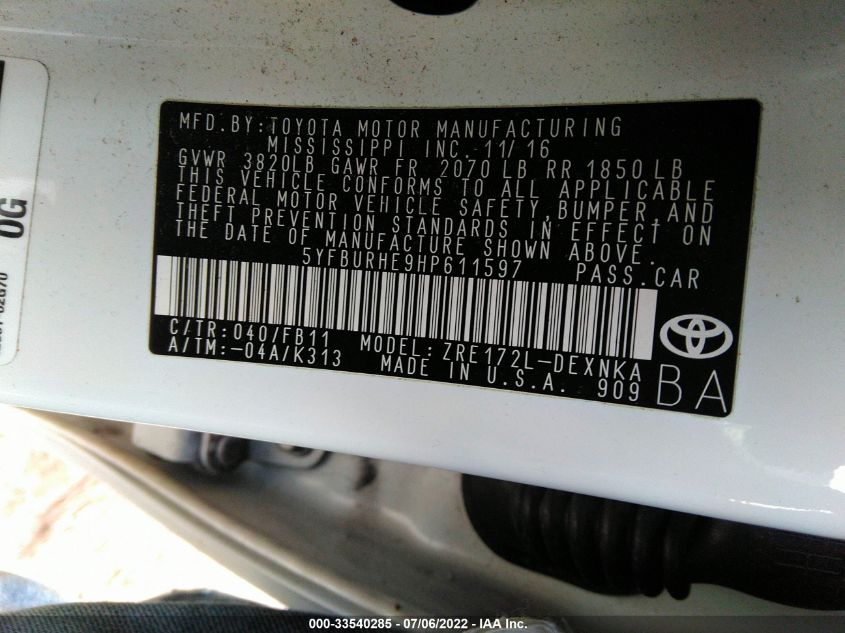 MFD.BY:TOYOTA MOTOR MANUFACTURING
MISSISSIPPI INC. 11/16
GVWR 3820LB GAWR FR 2070 LB RR 1850 LB
THIS VEHICLE CONFORMS TO ALL APPLICABLE
FEDERAL MOTOR VEHICLE SAFETY, BUMPER, AND
THEFT PREVENTION STANDARDS IN EFFECT ON
THE DATE OF MANUFACTURE SHOWN ABOVE.
5YFBURHE9HP611597 PASS.CAR
C/TR:040/FB11 MODEL:ZRE172L-DEXNKA
A/TM:-04A/K313 MADE IN U.S.A. 909
BA
0G
000-33540285 - 07/06/2022 - IAA Inc.